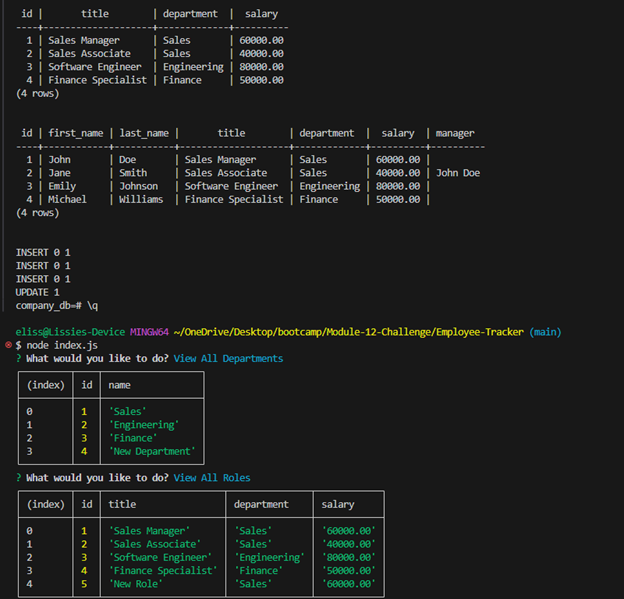 id |       title        | department  |  salary
----+--------------------+-------------+----------
  1 | Sales Manager      | Sales       | 60000.00
  2 | Sales Associate    | Sales       | 40000.00
  3 | Software Engineer  | Engineering | 80000.00
  4 | Finance Specialist | Finance     | 50000.00
(4 rows)
 id | first_name | last_name |       title        | department  |  salary  | manager
----+------------+-----------+--------------------+-------------+----------+----------
  1 | John       | Doe       | Sales Manager      | Sales       | 60000.00 |
  2 | Jane       | Smith     | Sales Associate    | Sales       | 40000.00 | John Doe
  3 | Emily      | Johnson   | Software Engineer  | Engineering | 80000.00 |
  4 | Michael    | Williams  | Finance Specialist | Finance     | 50000.00 |
(4 rows)
INSERT 0 1
INSERT 0 1
INSERT 0 1
UPDATE 1
company_db=# \q
eliss@Lissies-Device MINGW64 ~/OneDrive/Desktop/bootcamp/Module-12-Challenge/Employee-Tracker (main)
$ node index.js
? What would you like to do? View All Departments
(index) | id | name
0 | 1 | 'Sales'
1 | 2 | 'Engineering'
2 | 3 | 'Finance'
3 | 4 | 'New Department'
? What would you like to do? View All Roles
(index) | id | title | department | salary
0 | 1 | 'Sales Manager' | 'Sales' | '60000.00'
1 | 2 | 'Sales Associate' | 'Sales' | '40000.00'
2 | 3 | 'Software Engineer' | 'Engineering' | '80000.00'
3 | 4 | 'Finance Specialist' | 'Finance' | '50000.00'
4 | 5 | 'New Role' | 'Sales' | '60000.00'